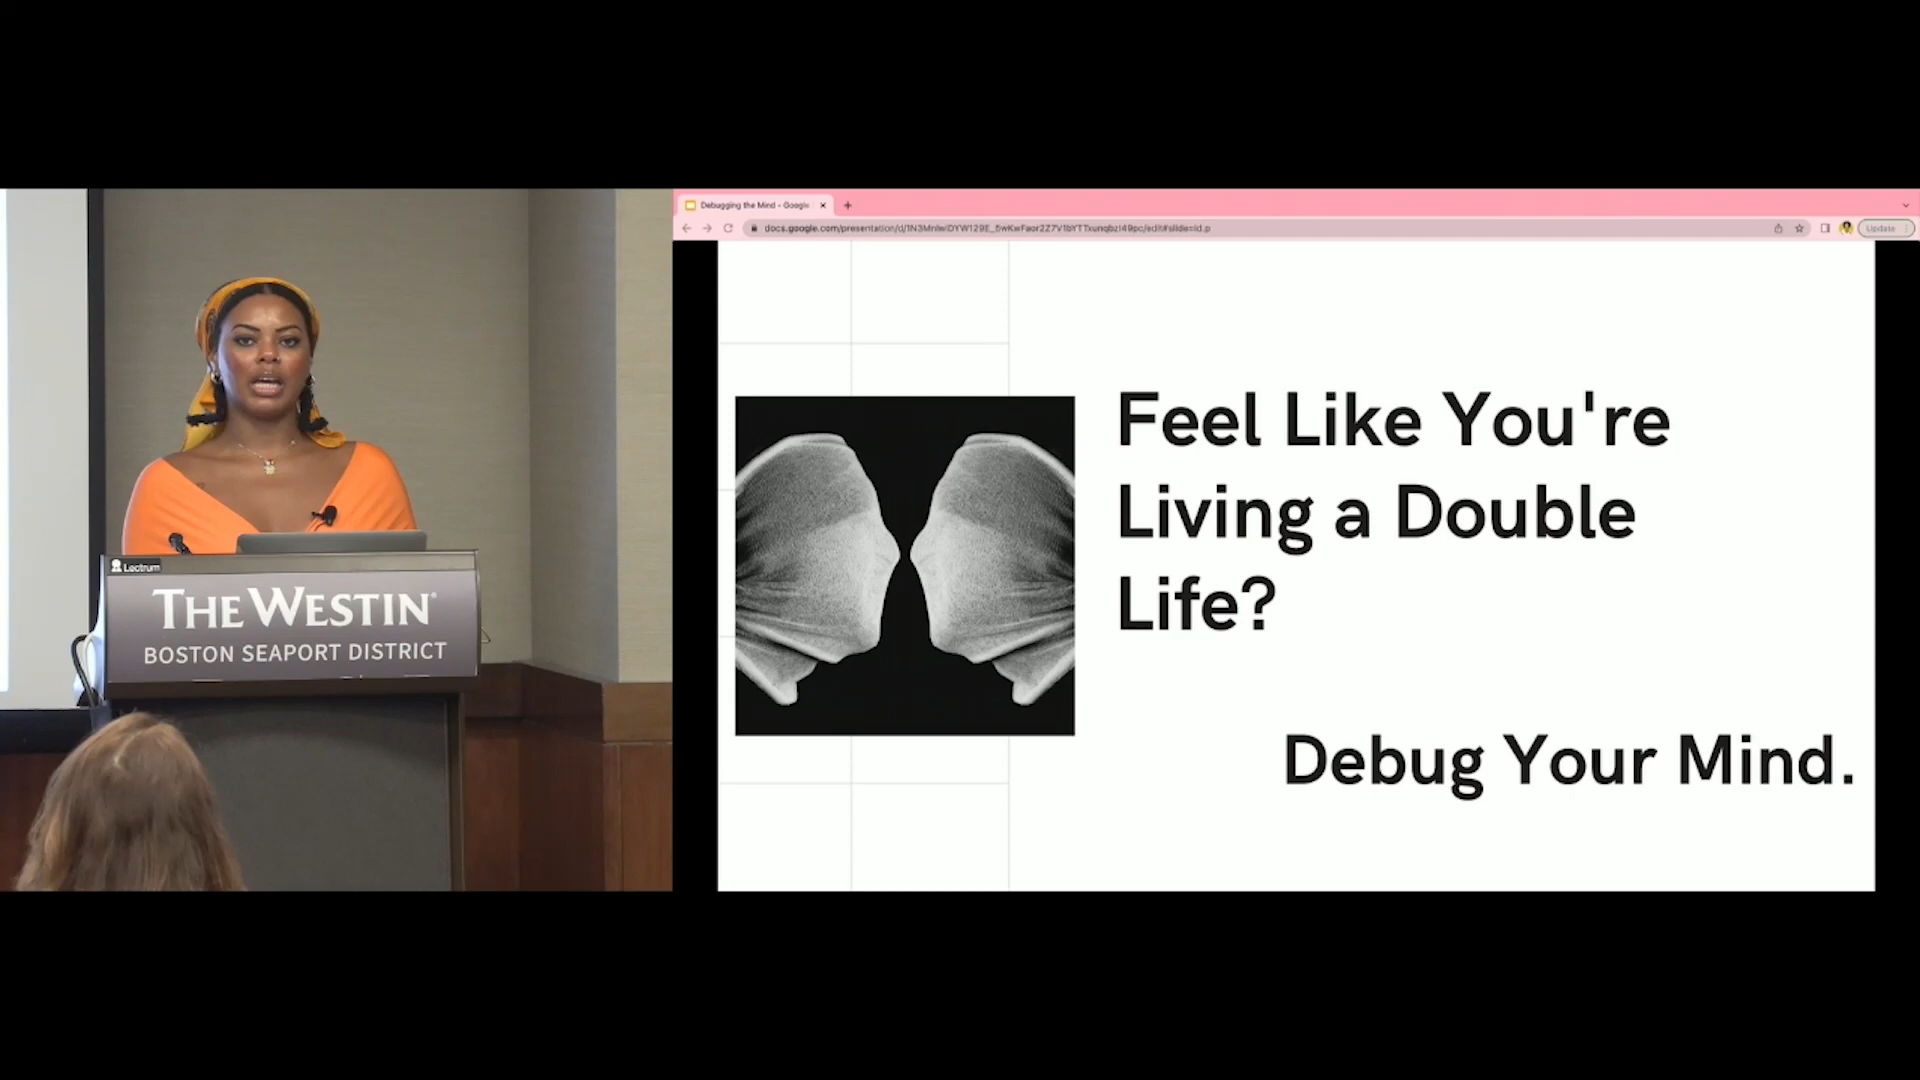 Debugging the Mind - Google
Update
Feel Like You're
Living a Double
Life?
Debug Your Mind.
Lectrum
THE WESTIN
BOSTON SEAPORT DISTRICT